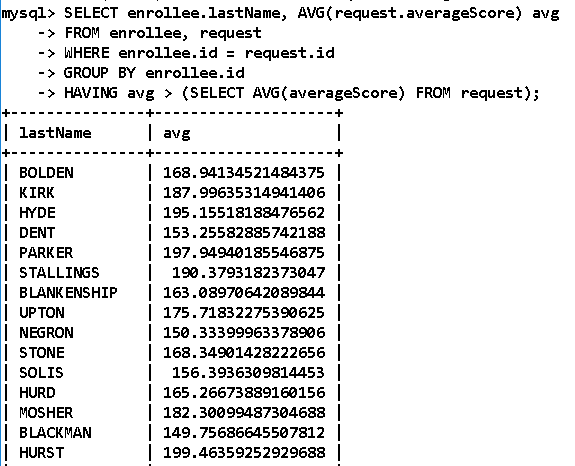 mysql> SELECT enrollee.lastName, AVG(request.averageScore) avg
    -> FROM enrollee, request
    -> WHERE enrollee.id = request.id
    -> GROUP BY enrollee.id
    -> HAVING avg > (SELECT AVG(averageScore) FROM request);
+---------------+--------------------+
| lastName      | avg                |
+---------------+--------------------+
| BOLDEN        | 168.94134521484375 |
| KIRK          | 187.99635314941406 |
| HYDE          | 195.15518188476562 |
| DENT          | 153.25582885742188 |
| PARKER        | 197.94940185546875 |
| STALLINGS     |  190.3793182373047 |
| BLANKENSHIP   | 163.08970642089844 |
| UPTON         | 175.71832275390625 |
| NEGRON        | 150.33399963378906 |
| STONE         | 168.34901428222656 |
| SOLIS         |  156.3936309814453 |
| HURD          | 165.26673889160156 |
| MOSHER        | 182.30099487304688 |
| BLACKMAN      | 149.75686645507812 |
| HURST         | 199.46359252929688 |